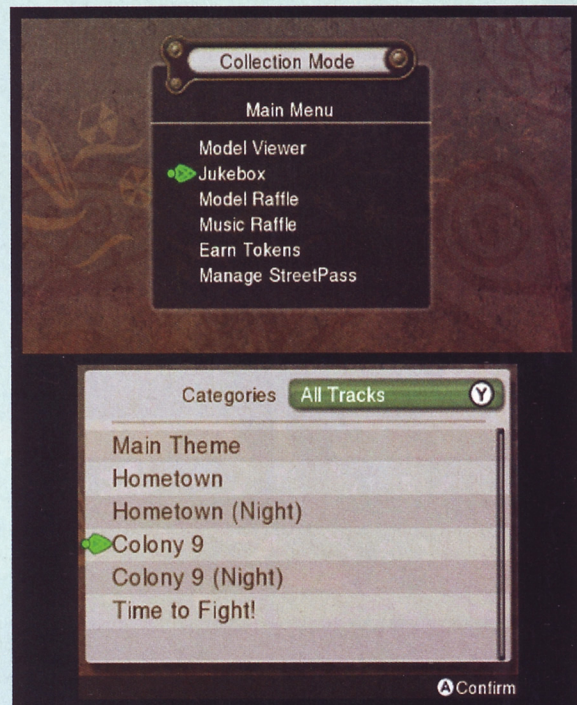 Collection Mode
Main Menu
Model Viewer
Jukebox
Model Raffle
Music Raffle
Earn Tokens
Manage StreetPass
Categories All Tracks Y
Main Theme
Hometown
Hometown (Night)
Colony 9
Colony 9 (Night)
Time to Fight!
A Confirm